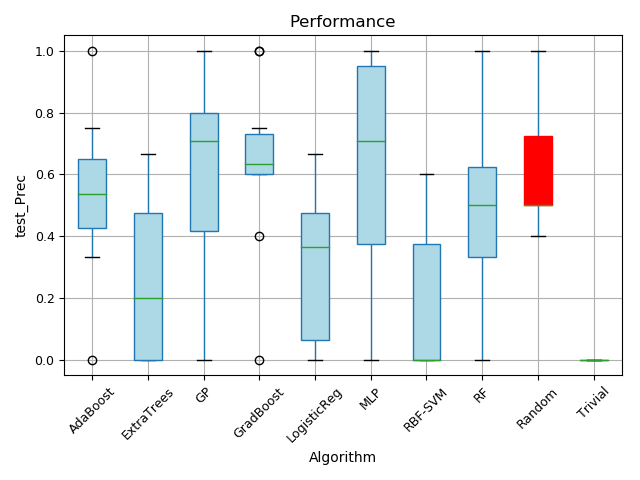 Performance
1.0
0.8
0.6
0.4
0.2
0.0
test_Prec
AdaBoost
ExtraTrees
GP
GradBoost
LogisticReg
MLP
RBF-SVM
RF
Random
Trivial
Algorithm